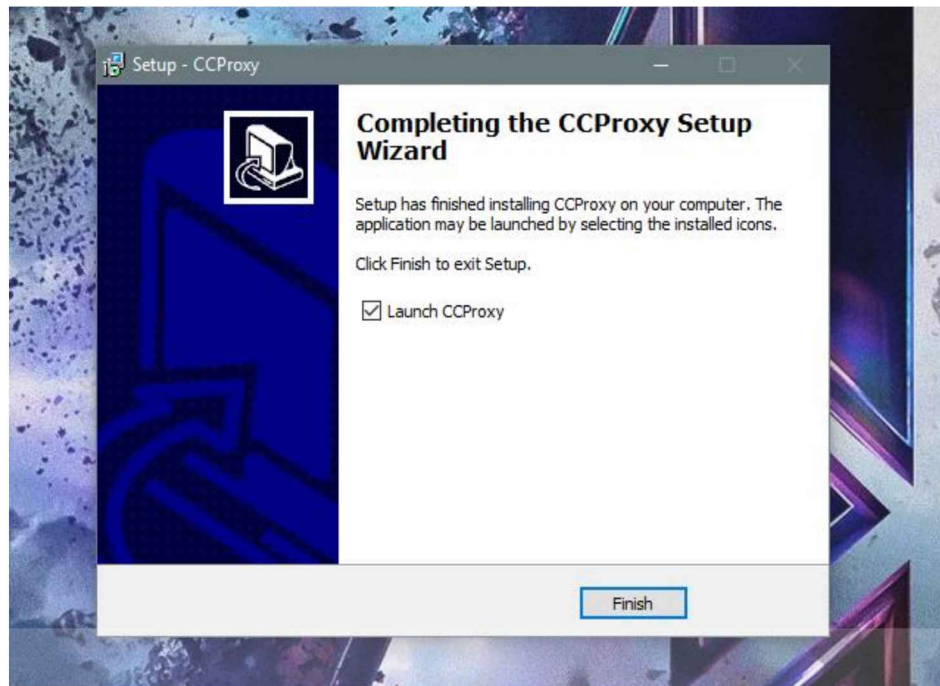 Setup - CCProxy
Completing the CCProxy Setup
Wizard
Setup has finished installing CCProxy on your computer. The
application may be launched by selecting the installed icons.
Click Finish to exit Setup.
Launch CCProxy
Finish